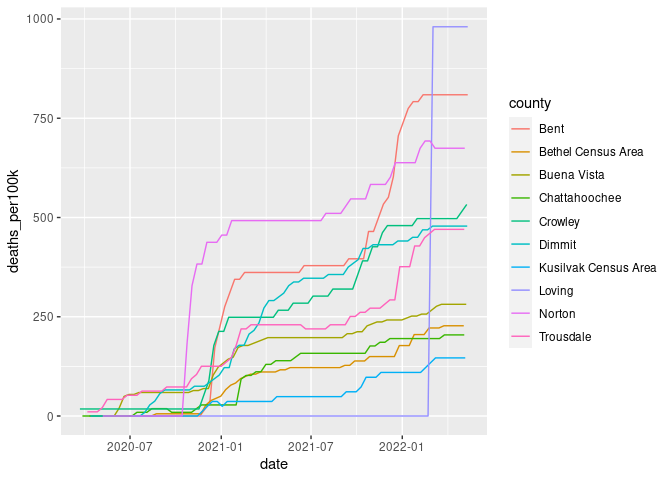 1000
750
500
250
0
deaths_per100k
2020-07 2021-01 2021-07 2022-01
date
county
Bent
Bethel Census Area
Buena Vista
Chattahoochee
Crowley
Dimmit
Kusilvak Census Area
Loving
Norton
Trousdale